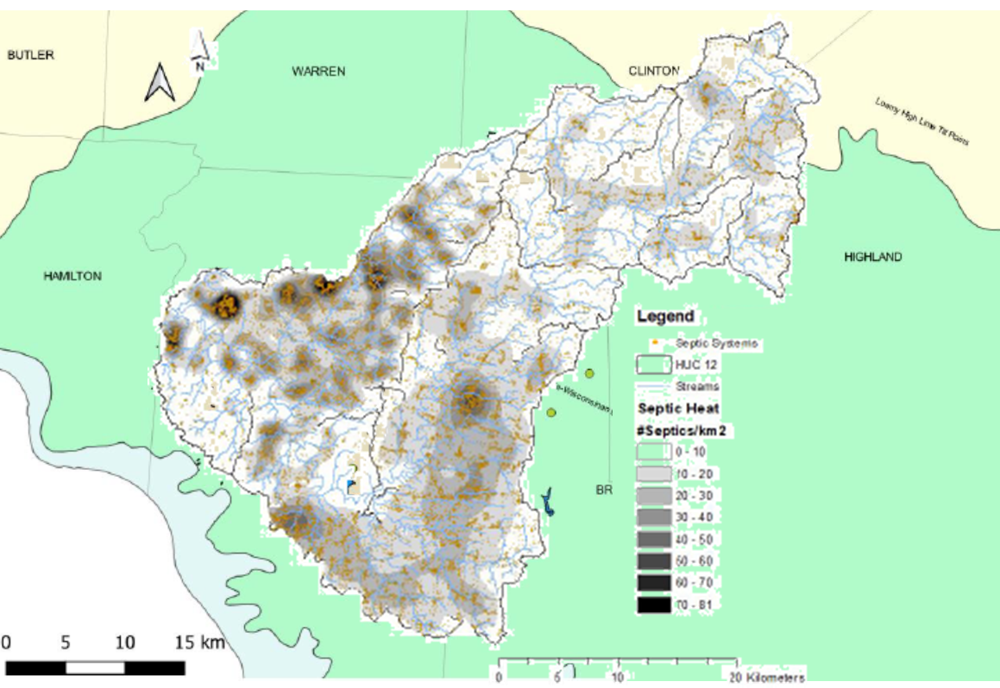 BUTLER
N
WARREN
CLINTON
Loamy High Lime Till Plains
HAMILTON
HIGHLAND
Legend
Septic Systems
HUC 12
Streams
e-Wisconsinan
Septic Heat
#Septics/km2
0 - 10
10 - 20
20 - 30
30 - 40
40 - 50
50 - 60
60 - 70
70 - 81
BR
0 5 10 15 km
0 5 10 20 Kilometers